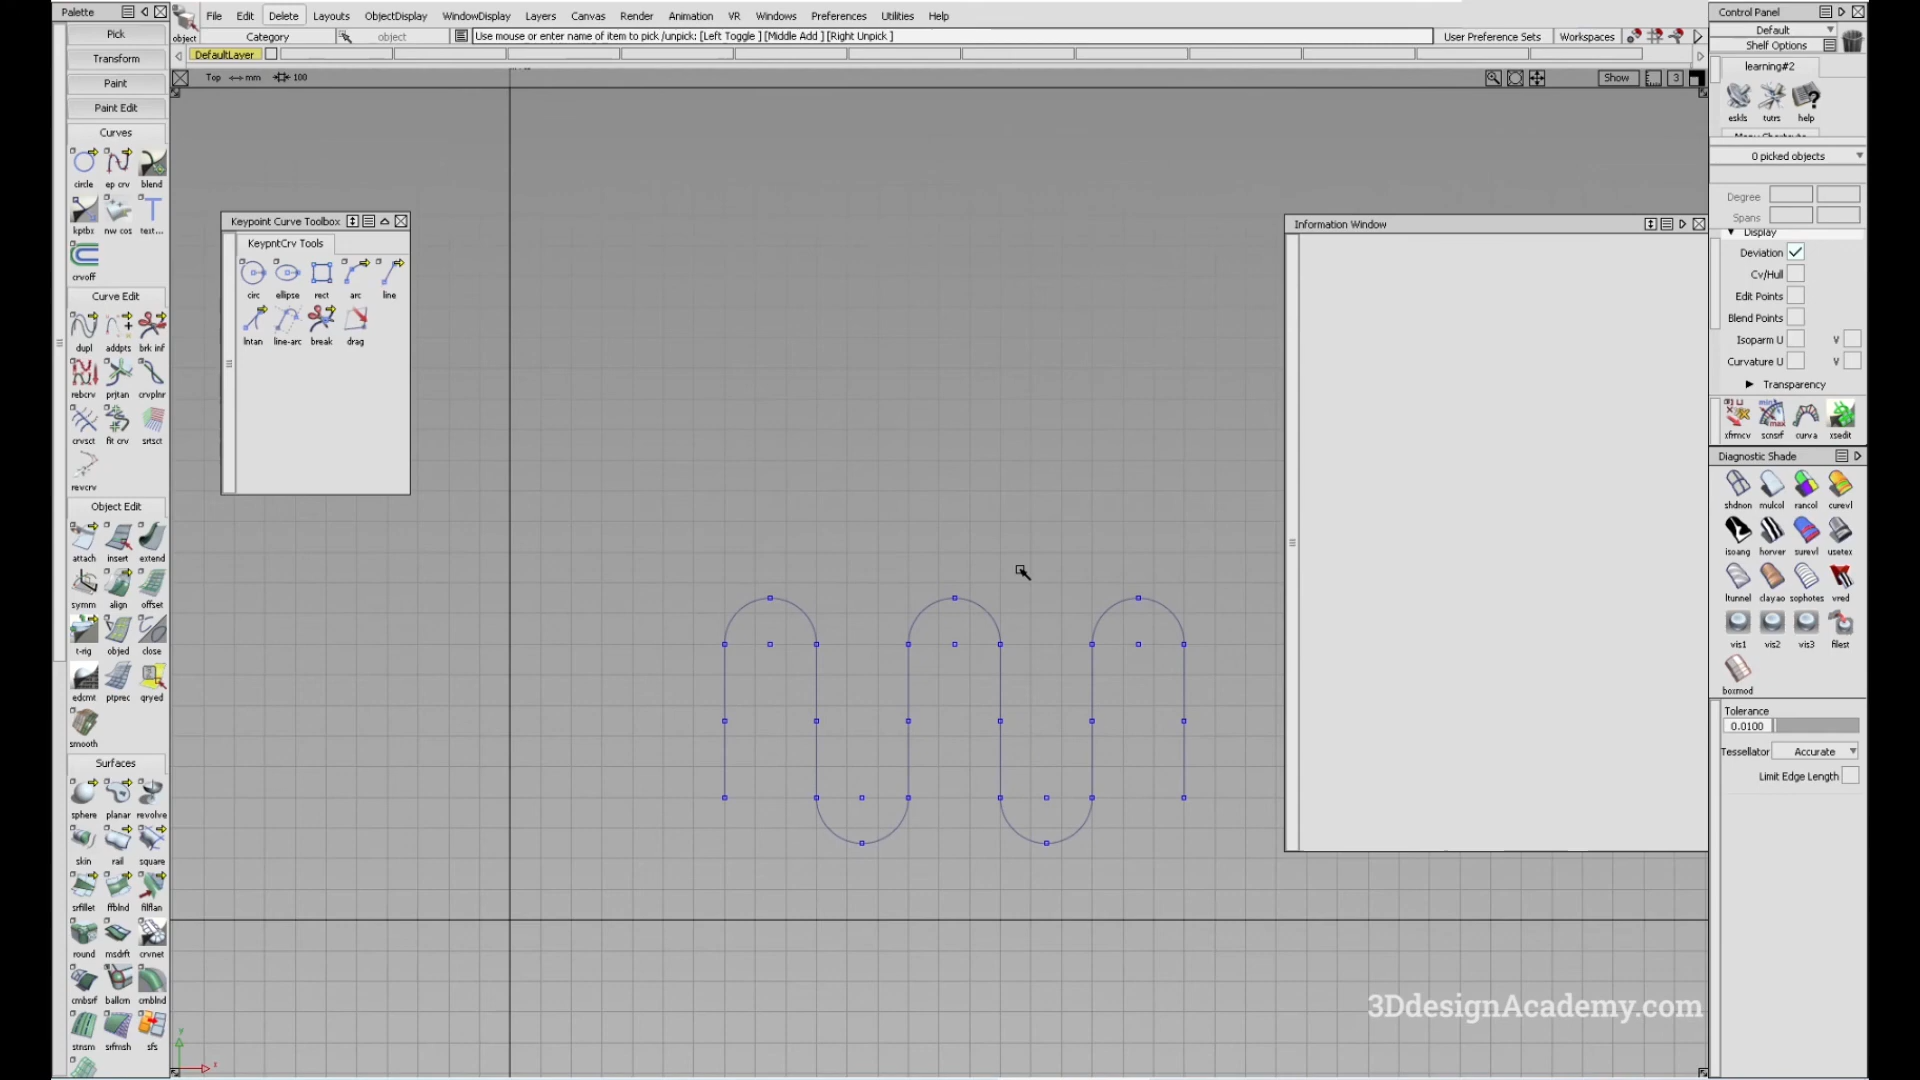 Palette
File Edit Delete Layouts ObjectDisplay WindowDisplay Layers Canvas Render Animation VR Windows Preferences Utilities Help
Control Panel
Default
Shelf Options
Pick
Transform
Paint
Paint Edit
object Category object Use mouse or enter name of item to pick /unpick: [Left Toggle ] [Middle Add ] [Right Unpick ] User Preference Sets Workspaces
DefaultLayer
Top mm 100 Show 3
Curves
circle ep crv blend
kptbx nw cos text...
crvoff
Curve Edit
dupl addpts brk inf
rebcrv prjtan crvplnr
crvsct fit crv srtsct
revcrv
Object Edit
attach insert extend
symm align offset
t-rig objed close
edcmt ptprec qryed
smooth
Surfaces
sphere planar revolve
skin rail square
srfillet ffblnd filflan
round msdrft crvnet
cmbsrf ballcrn cmblnd
stnsrn srfmsh sfs
Keypoint Curve Toolbox
KeypntCrv Tools
circ ellipse rect arc line
lntan line-arc break drag
Information Window
learning#2
eskls tutrs help
Menu Shortcuts
0 picked objects
Degree
Spans
Display
Deviation
Cv/Hull
Edit Points
Blend Points
Isoparm U V
Curvature U V
Transparency
xfrmcv scnsrf curva xsedit
Diagnostic Shade
shdnon mulcol rancol curevl
isoang horver surevl usetex
ltunnel clayao sophotes vred
vis1 vis2 vis3 filest
boxmod
Tolerance
0.0100
Tessellator Accurate
Limit Edge Length
y
x
3DdesignAcademy.com